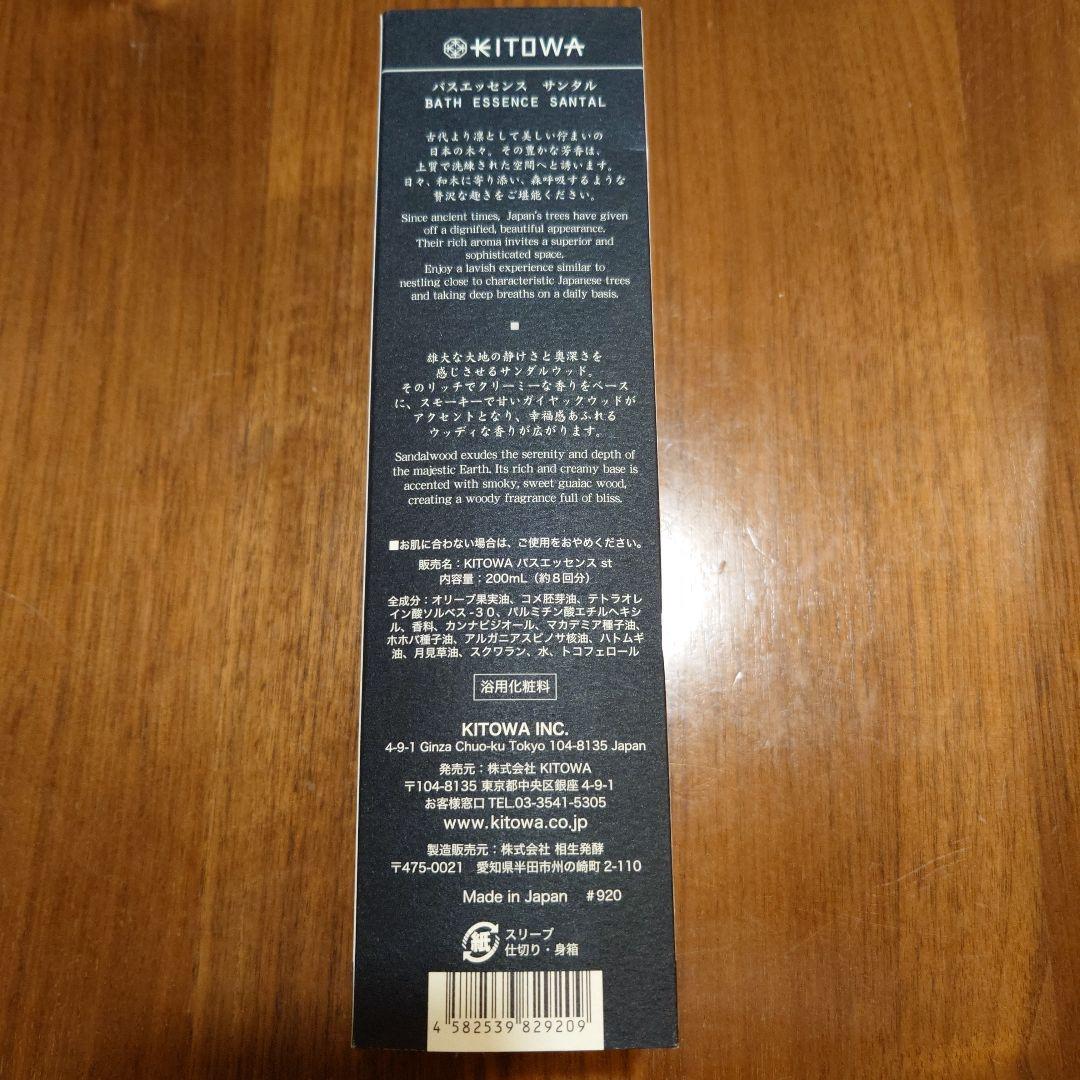 KITOWA
バスエッセンス サンタル
BATH ESSENCE SANTAL
古代より凛として美しい佇まいの
日本の木々。その豊かな芳香は、
上質で洗練された空間へと誘います。
日々、和木に寄り添い、森呼吸するような
贅沢な趣きをご堪能ください。
Since ancient times, Japan's trees have given
off a dignified, beautiful appearance.
Their rich aroma invites a superior and
sophisticated space.
Enjoy a lavish experience similar to
nestling close to characteristic Japanese trees
and taking deep breaths on a daily basis.
■
雄大な大地の静けさと奥深さを
感じさせるサンダルウッド。
そのリッチでクリーミーな香りをベース
に、スモーキーで甘いガイヤックウッドが
アクセントとなり、幸福感あふれる
ウッディな香りが広がります。
Sandalwood exudes the serenity and depth of
the majestic Earth. Its rich and creamy base is
accented with smoky, sweet guaiac wood,
creating a woody fragrance full of bliss.
■お肌に合わない場合は、ご使用をおやめください。
販売名：KITOWA バスエッセンス st
内容量：200mL（約８回分）
全成分：オリーブ果実油、コメ胚芽油、テトラオレ
イン酸ソルベス-３０、パルミチン酸エチルヘキシ
ル、香料、カンナビジオール、マカデミア種子油、
ホホバ種子油、アルガニアスピノサ核油、ハトムギ
油、月見草油、スクワラン、水、トコフェロール
浴用化粧料
KITOWA INC.
4-9-1 Ginza Chuo-ku Tokyo 104-8135 Japan
発売元：株式会社 KITOWA
〒104-8135 東京都中央区銀座 4-9-1
お客様窓口 TEL.03-3541-5305
www.kitowa.co.jp
製造販売元：株式会社 相生発酵
〒475-0021 愛知県半田市州の崎町 2-110
Made in Japan #920
紙 スリーブ
仕切り・身箱
4 582539 829209